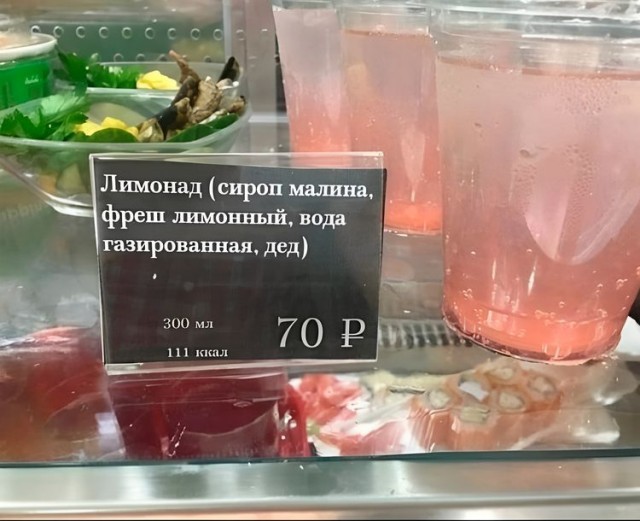 Лимонад (сироп малина,
фреш лимонный, вода
газированная, дед)
300 мл
70 ₽
111 ккал